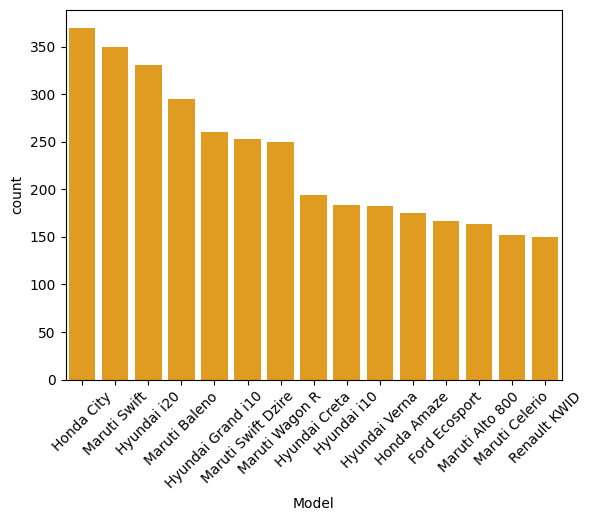 350
300
250
200
150
100
50
0
count
Honda City
Maruti Swift
Hyundai i20
Maruti Baleno
Hyundai Grand i10
Maruti Swift Dzire
Maruti Wagon R
Hyundai Creta
Hyundai i10
Hyundai Verna
Honda Amaze
Ford Ecosport
Maruti Alto 800
Maruti Celerio
Renault KWID
Model